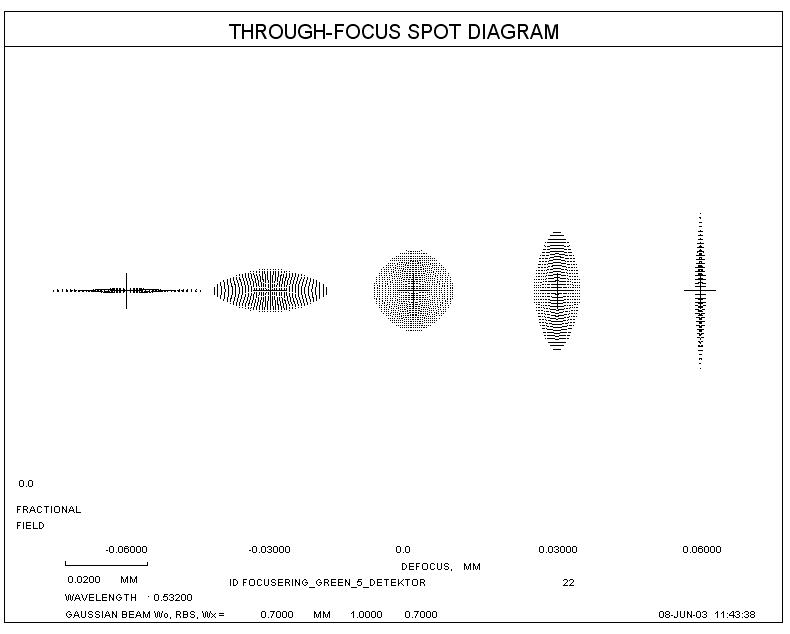 THROUGH-FOCUS SPOT DIAGRAM
0.0
FRACTIONAL
FIELD
-0.06000 -0.03000 0.0 0.03000 0.06000
DEFOCUS, MM
0.0200 MM ID FOCUSERING_GREEN_5_DETEKTOR 22
WAVELENGTH 0.53200
GAUSSIAN BEAM Wo, RBS, Wx = 0.7000 MM 1.0000 0.7000 08-JUN-03 11:43:38